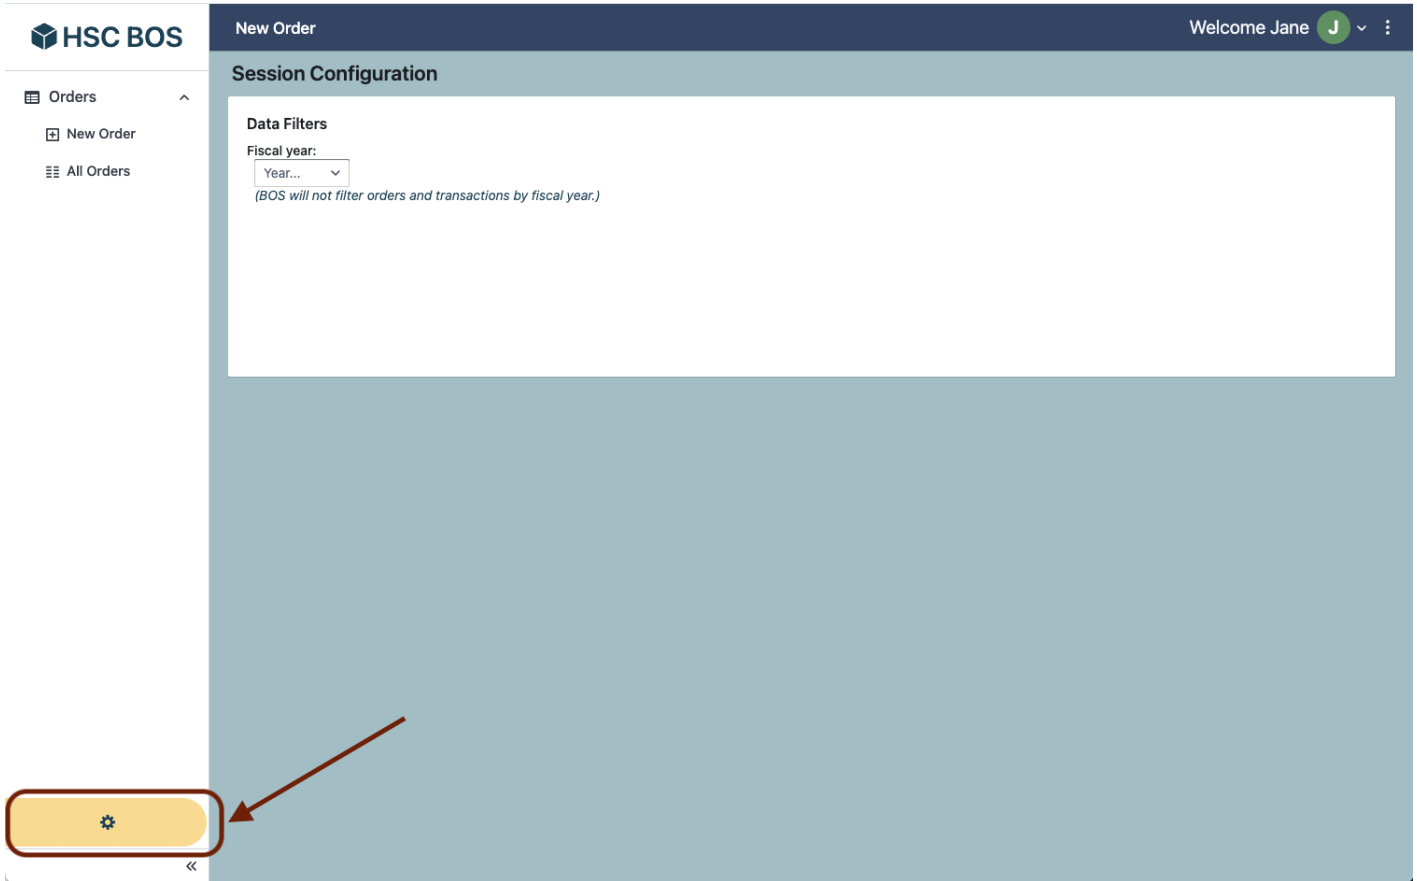 HSC BOS
New Order
Welcome Jane J
Session Configuration
Orders
New Order
All Orders
Data Filters
Fiscal year:
Year...
(BOS will not filter orders and transactions by fiscal year.)